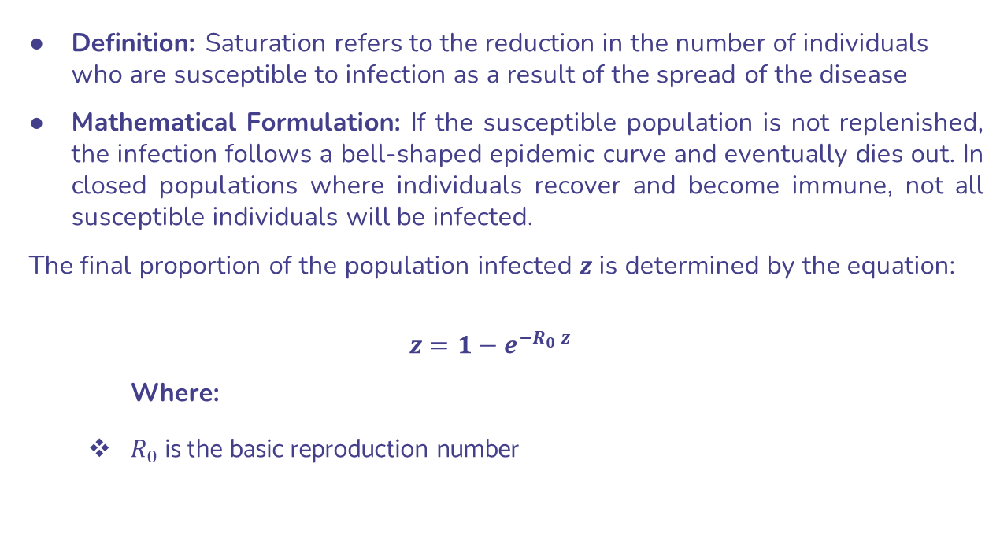 ● Definition: Saturation refers to the reduction in the number of individuals
who are susceptible to infection as a result of the spread of the disease
● Mathematical Formulation: If the susceptible population is not replenished,
the infection follows a bell-shaped epidemic curve and eventually dies out. In
closed populations where individuals recover and become immune, not all
susceptible individuals will be infected.
The final proportion of the population infected z is determined by the equation:
z = 1 − e^{−R₀ z}
Where:
❖ R₀ is the basic reproduction number